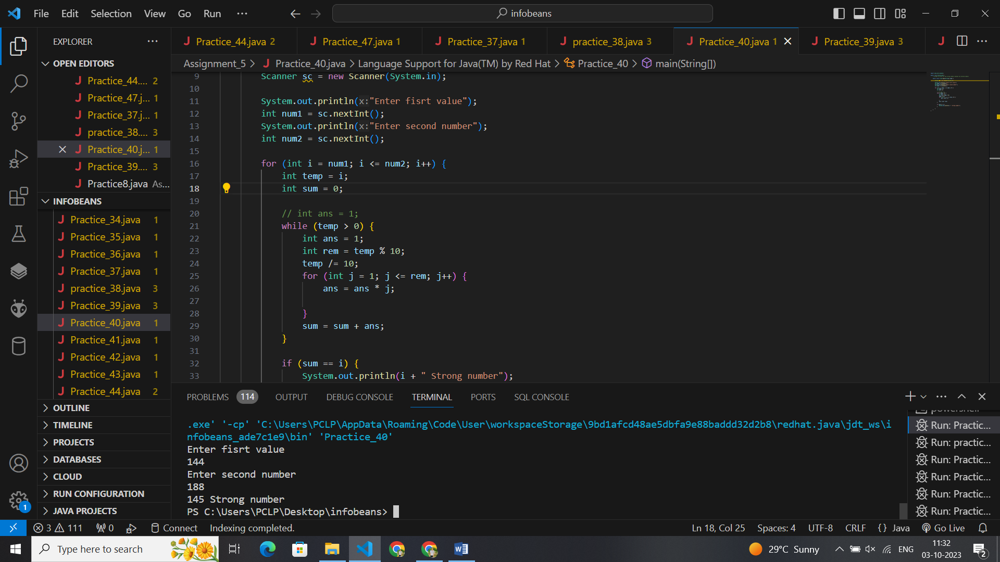 File Edit Selection View Go Run ...
infobeans
EXPLORER ...
OPEN EDITORS
Practice_44.... 2
Practice_47.j... 1
Practice_37.j... 1
practice_38.... 3
Practice_40.j... 1
Practice_39.... 3
Practice8.java As...
INFOBEANS
Practice_34.java 1
Practice_35.java 1
Practice_36.java 1
Practice_37.java 1
practice_38.java 3
Practice_39.java 3
Practice_40.java 1
Practice_41.java 1
Practice_42.java 1
Practice_43.java 1
Practice_44.java 2
OUTLINE
TIMELINE
PROJECTS
DATABASES
CLOUD
RUN CONFIGURATION
JAVA PROJECTS
Practice_44.java 2 Practice_47.java 1 Practice_37.java 1 practice_38.java 3 Practice_40.java 1 Practice_39.java 3
Assignment_5 > Practice_40.java > Language Support for Java(TM) by Red Hat > Practice_40 > main(String[])
9 Scanner sc = new Scanner(System.in);
10
11 System.out.println(x:"Enter fisrt value");
12 int num1 = sc.nextInt();
13 System.out.println(x:"Enter second number");
14 int num2 = sc.nextInt();
15
16 for (int i = num1; i <= num2; i++) {
17 int temp = i;
18 int sum = 0;
19
20 // int ans = 1;
21 while (temp > 0) {
22 int ans = 1;
23 int rem = temp % 10;
24 temp /= 10;
25 for (int j = 1; j <= rem; j++) {
26 ans = ans * j;
27
28 }
29 sum = sum + ans;
30 }
31
32 if (sum == i) {
33 System.out.println(i + " Strong number");
PROBLEMS 114 OUTPUT DEBUG CONSOLE TERMINAL PORTS SQL CONSOLE
.exe' '-cp' 'C:\Users\PCLP\AppData\Roaming\Code\User\workspaceStorage\9bd1afcd48ae5dbfa9e88baddd32d2b8\redhat.java\jdt_ws\i
nfobeans_ade7c1e9\bin' 'Practice_40'
Enter fisrt value
144
Enter second number
188
145 Strong number
PS C:\Users\PCLP\Desktop\infobeans>
powershell
Run: Practic...
Run: practic...
Run: Practic...
Run: Practic...
Run: Practic...
Run: Practic...
1
3 111 0 Connect Indexing completed. Ln 18, Col 25 Spaces: 4 UTF-8 CRLF {} Java Go Live
Type here to search
29°C Sunny ENG 11:32
03-10-2023
2